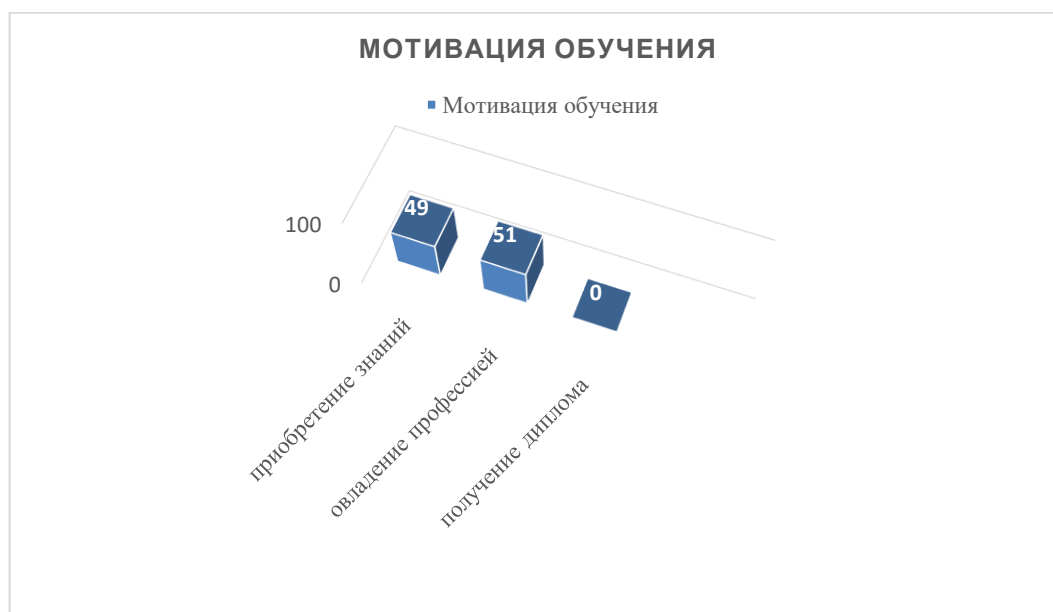 МОТИВАЦИЯ ОБУЧЕНИЯ
Мотивация обучения
100
0
49
51
0
приобретение знаний
овладение профессией
получение диплома